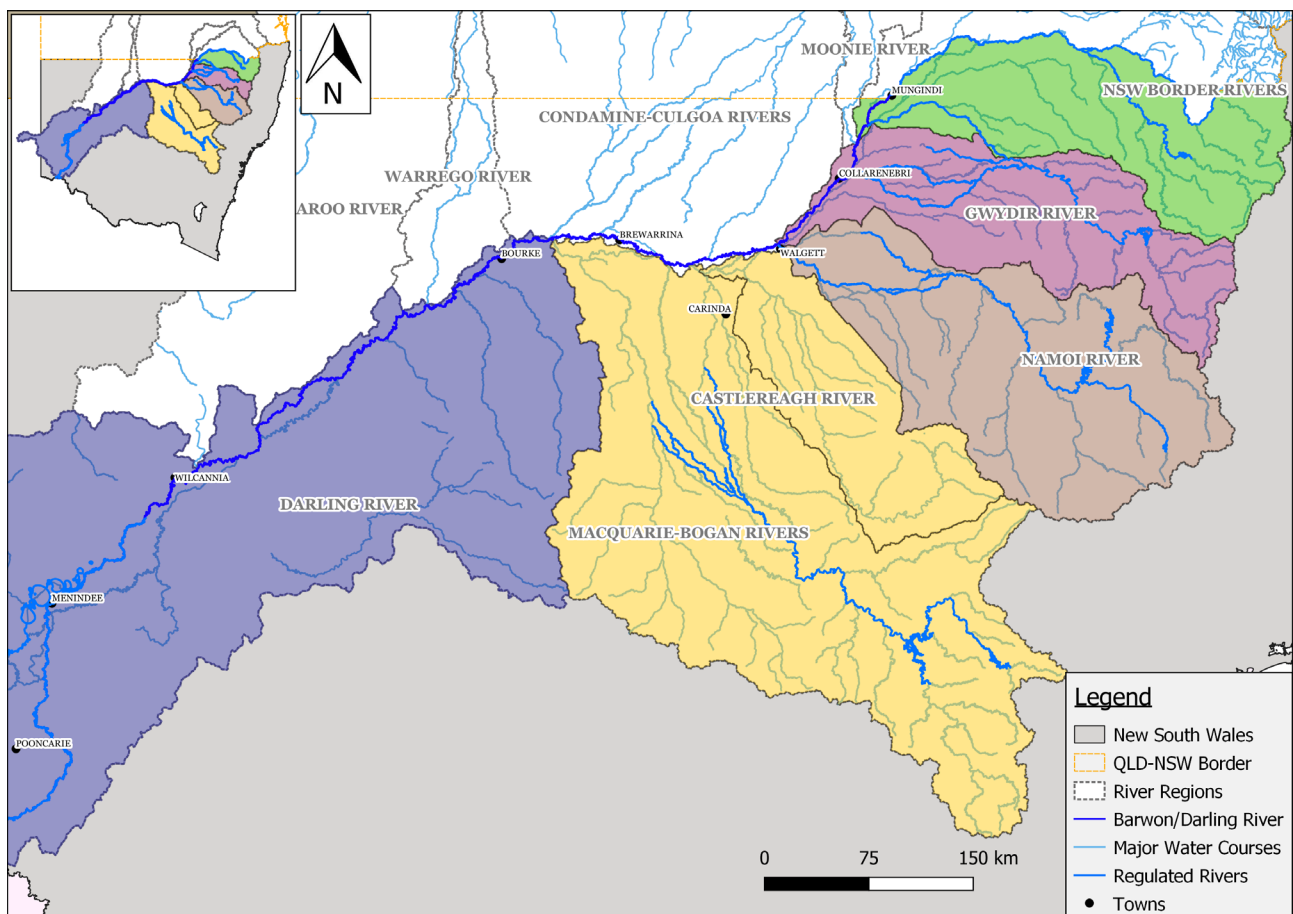 N
MOONIE RIVER
MUNGINDI
NSW BORDER RIVERS
CONDAMINE-CULGOA RIVERS
WARREGO RIVER
COLLARENEBRI
AROO RIVER
GWYDIR RIVER
BREWARRINA
BOURKE
WALGETT
CARINDA
NAMOI RIVER
CASTLEREAGH RIVER
WILCANNIA
DARLING RIVER
MACQUARIE-BOGAN RIVERS
MENINDEE
POONCARIE
0 75 150 km
Legend
New South Wales
QLD-NSW Border
River Regions
Barwon/Darling River
Major Water Courses
Regulated Rivers
Towns